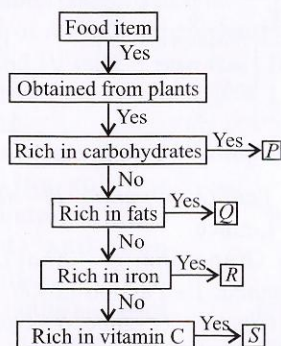 Food item
Yes
Obtained from plants
Yes
Rich in carbohydrates Yes P
No
Rich in fats Yes Q
No
Rich in iron Yes R
No
Rich in vitamin C Yes S